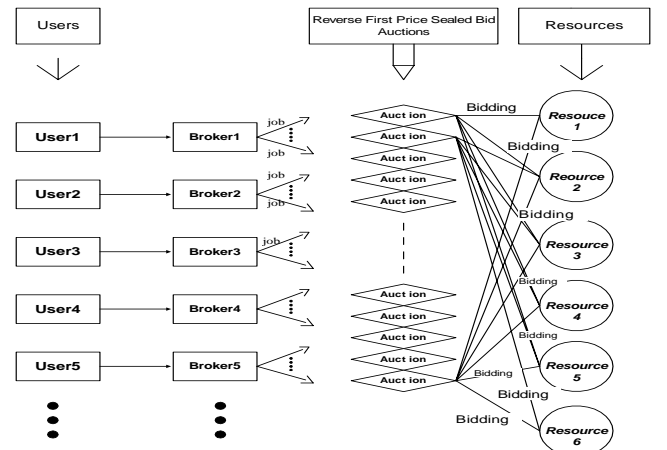 Users
Reverse First Price Sealed Bid
Auctions
Resources
User1
Broker1
job
job
User2
Broker2
job
job
User3
Broker3
job
User4
Broker4
User5
Broker5
Auct ion
Auct ion
Auct ion
Auct ion
Auct ion
Auct ion
Auct ion
Auct ion
Auct ion
Auct ion
Bidding
Bidding
Bidding
Bidding
Bidding
Bidding
Bidding
Bidding
Resouce
1
Reource
2
Resource
3
Resource
4
Resource
5
Resource
6